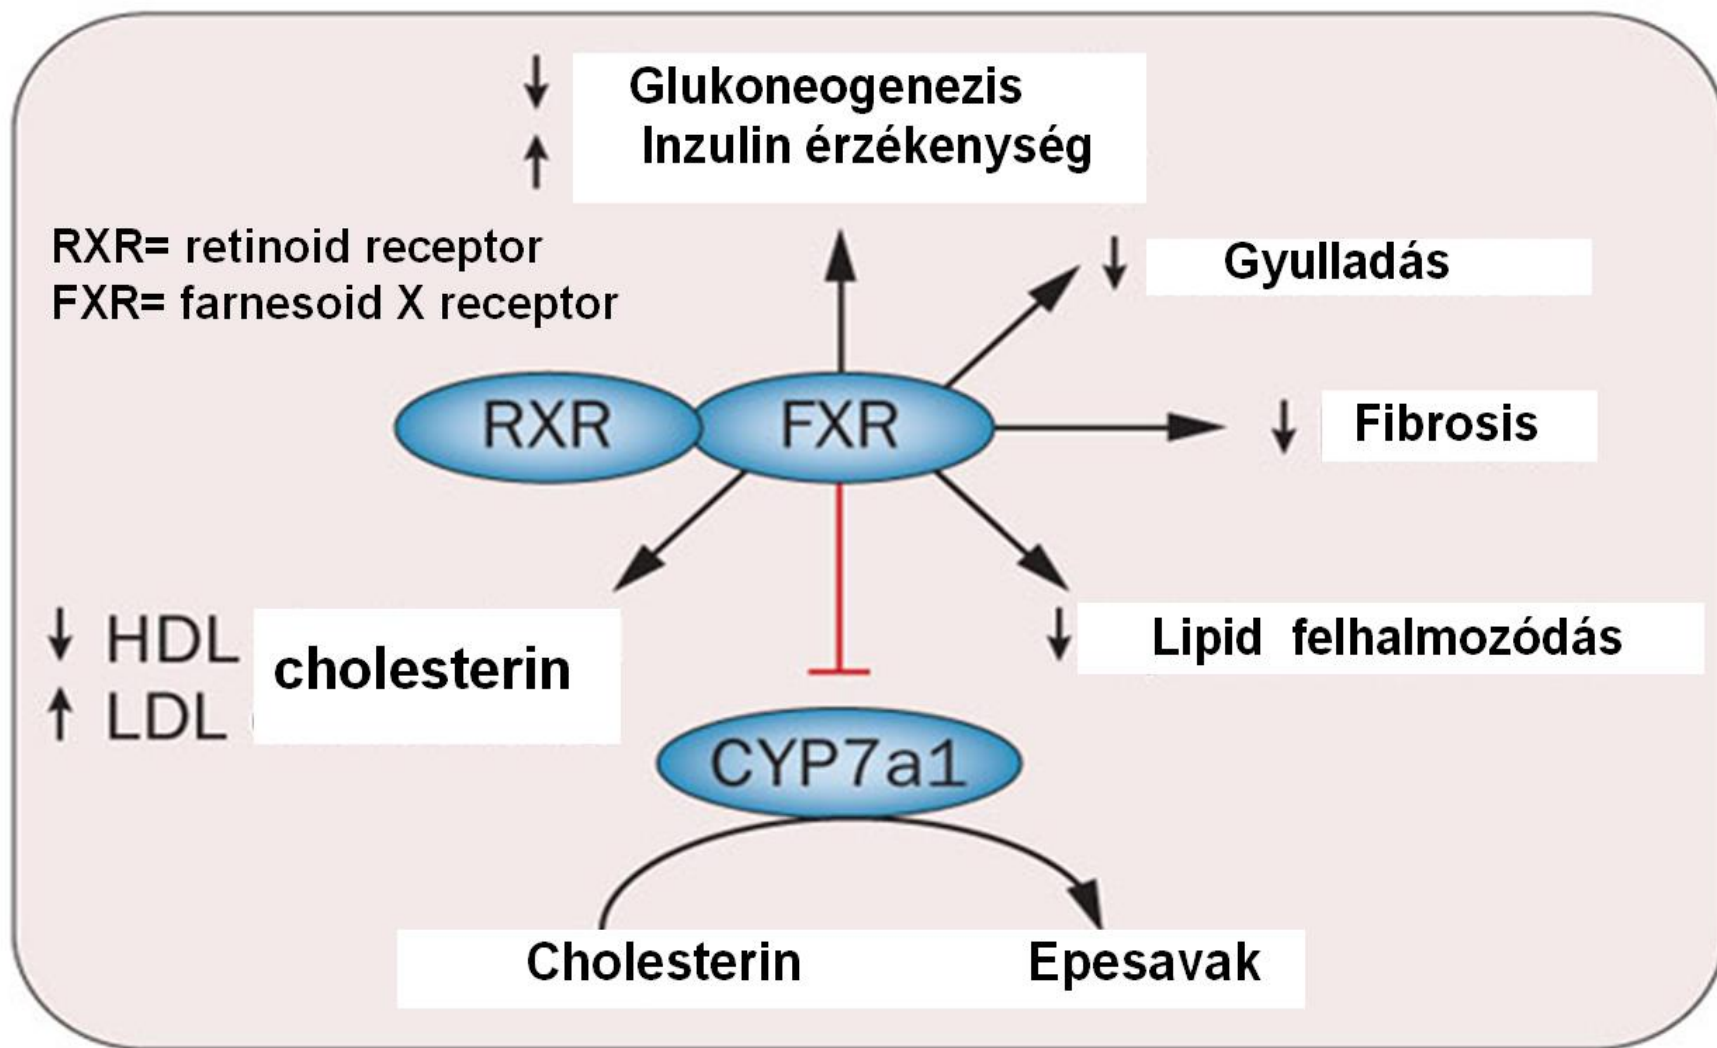 Glukoneogenezis
Inzulin érzékenység
RXR= retinoid receptor
FXR= farnesoid X receptor
Gyulladás
RXR
FXR
Fibrosis
HDL
cholesterin
LDL
Lipid felhalmozódás
CYP7a1
Cholesterin
Epesavak